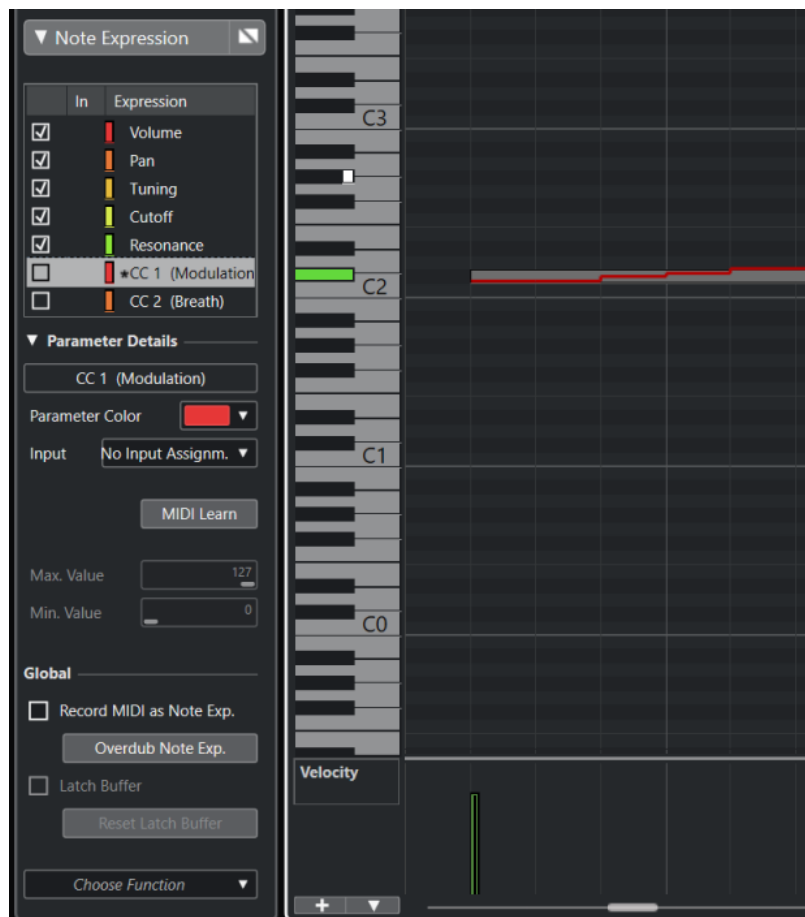 Note Expression
In Expression
Volume
Pan
Tuning
Cutoff
Resonance
★CC 1 (Modulation
CC 2 (Breath)
Parameter Details
CC 1 (Modulation)
Parameter Color
Input No Input Assignm.
MIDI Learn
Max. Value 127
Min. Value 0
Global
Record MIDI as Note Exp.
Overdub Note Exp.
Latch Buffer
Reset Latch Buffer
Choose Function
C3
C2
C1
C0
Velocity
+